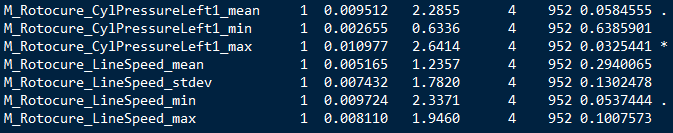 M_Rotocure_CylPressureLeft1_mean 1 0.009512 2.2855 4 952 0.0584555 .
M_Rotocure_CylPressureLeft1_min 1 0.002655 0.6336 4 952 0.6385901
M_Rotocure_CylPressureLeft1_max 1 0.010977 2.6414 4 952 0.0325441 *
M_Rotocure_LineSpeed_mean 1 0.005165 1.2357 4 952 0.2940065
M_Rotocure_LineSpeed_stdev 1 0.007432 1.7820 4 952 0.1302478
M_Rotocure_LineSpeed_min 1 0.009724 2.3371 4 952 0.0537444 .
M_Rotocure_LineSpeed_max 1 0.008110 1.9460 4 952 0.1007573